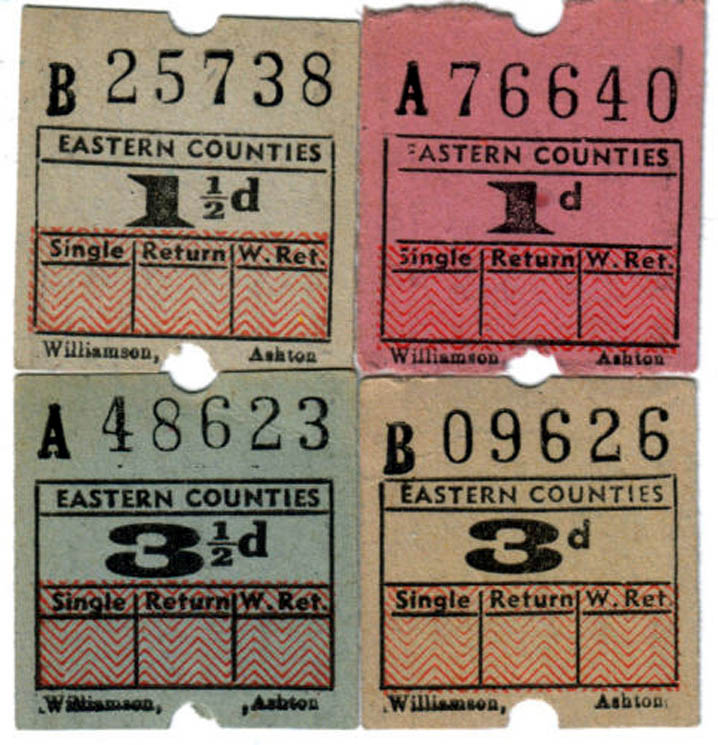 B 25738
EASTERN COUNTIES
1½d
Single Return W. Ret.
Williamson, Ashton
A 76640
EASTERN COUNTIES
1d
Single Return W. Ret.
Williamson Ashton
A 48623
EASTERN COUNTIES
3½d
Single Return W. Ret.
Williamson, Ashton
B 09626
EASTERN COUNTIES
3d
Single Return W. Ret.
Williamson, Ashton